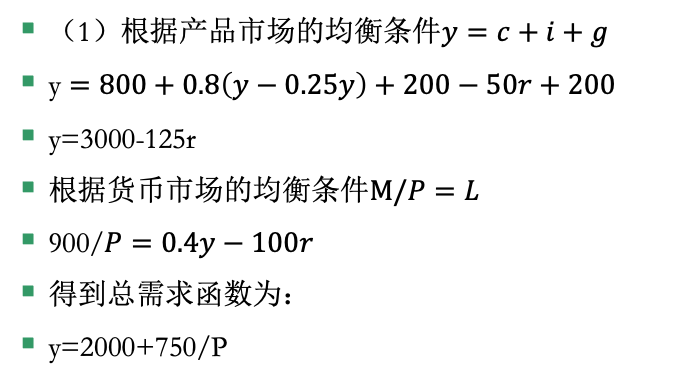 （1）根据产品市场的均衡条件y = c + i + g
y = 800 + 0.8(y − 0.25y) + 200 − 50r + 200
y=3000-125r
根据货币市场的均衡条件M/P = L
900/P = 0.4y − 100r
得到总需求函数为：
y=2000+750/P